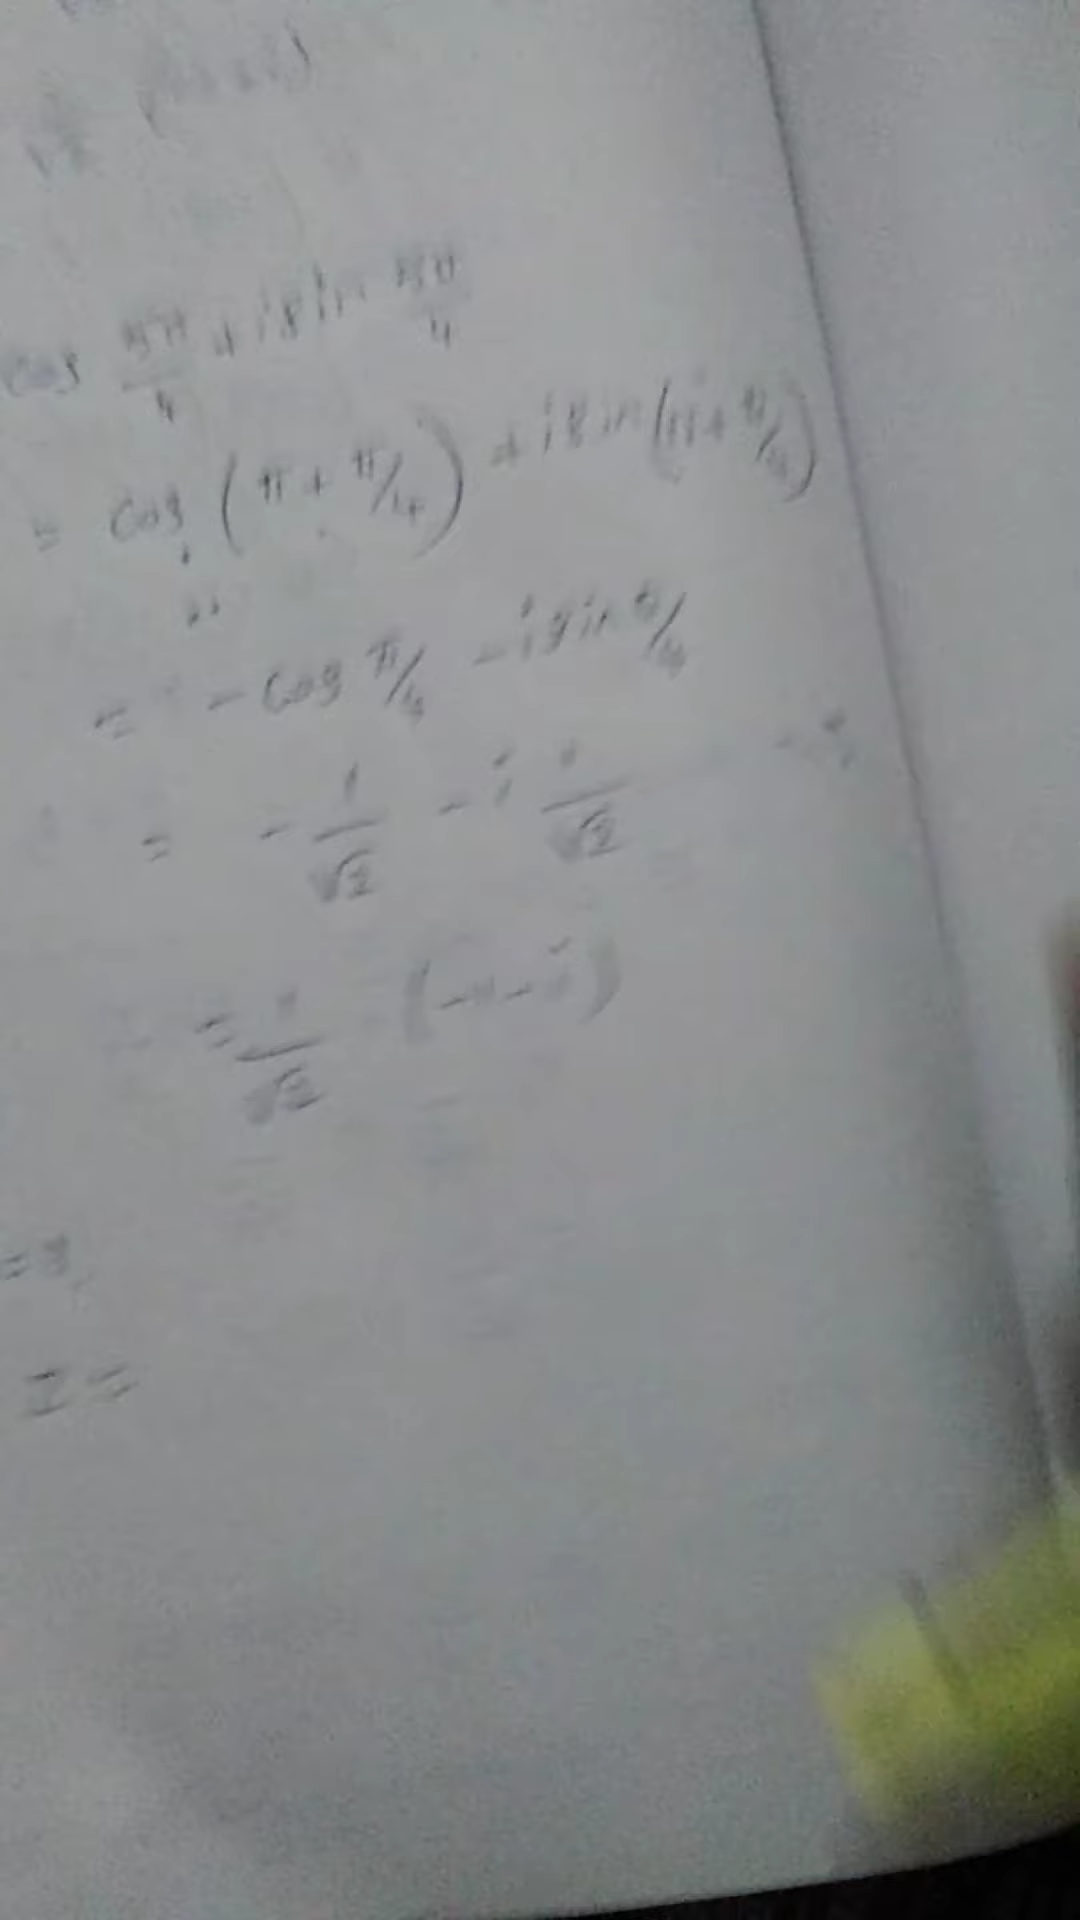 cos 5π/4 + i sin 5π/4
= cos (π + π/4) + i sin (π + π/4)
= - cos π/4 - i sin π/4
= - 1/√2 - i 1/√2
= 1/√2 (-1 - i)